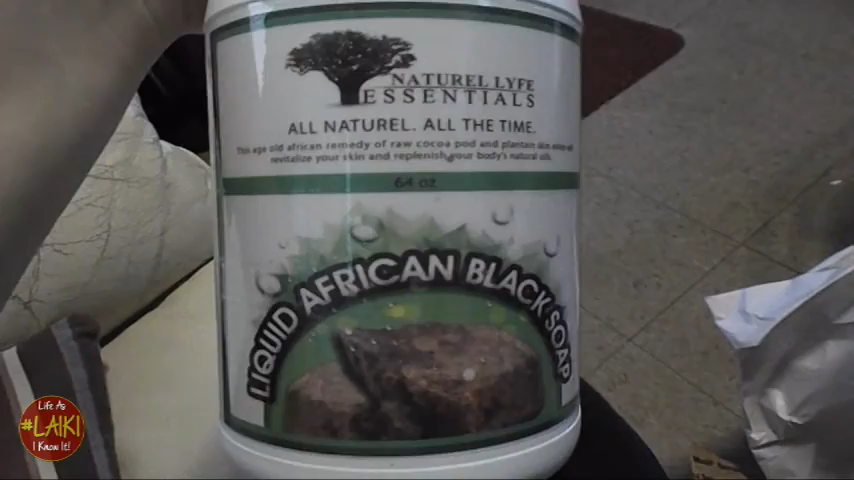 NATUREL LYFE
ESSENTIALS
ALL NATUREL. ALL THE TIME.
This age old african remedy of raw cocoa pod and plantain skin
revitalize your skin and replenish your body's natural oils.
64 oz
LIQUID AFRICAN BLACK SOAP
Life As
#LAIKI
I Know It!